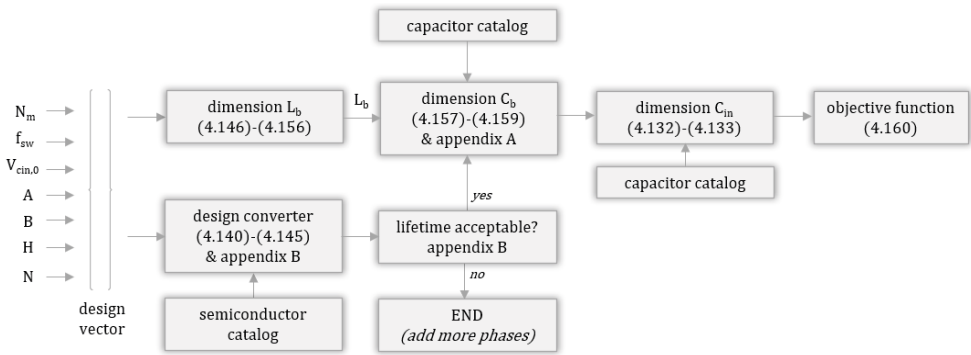 capacitor catalog
N_m
f_sw
V_cin,0
A
B
H
N
design
vector
dimension L_b
(4.146)-(4.156)
L_b
dimension C_b
(4.157)-(4.159)
& appendix A
dimension C_in
(4.132)-(4.133)
objective function
(4.160)
capacitor catalog
yes
design converter
(4.140)-(4.145)
& appendix B
lifetime acceptable?
appendix B
no
semiconductor
catalog
END
(add more phases)